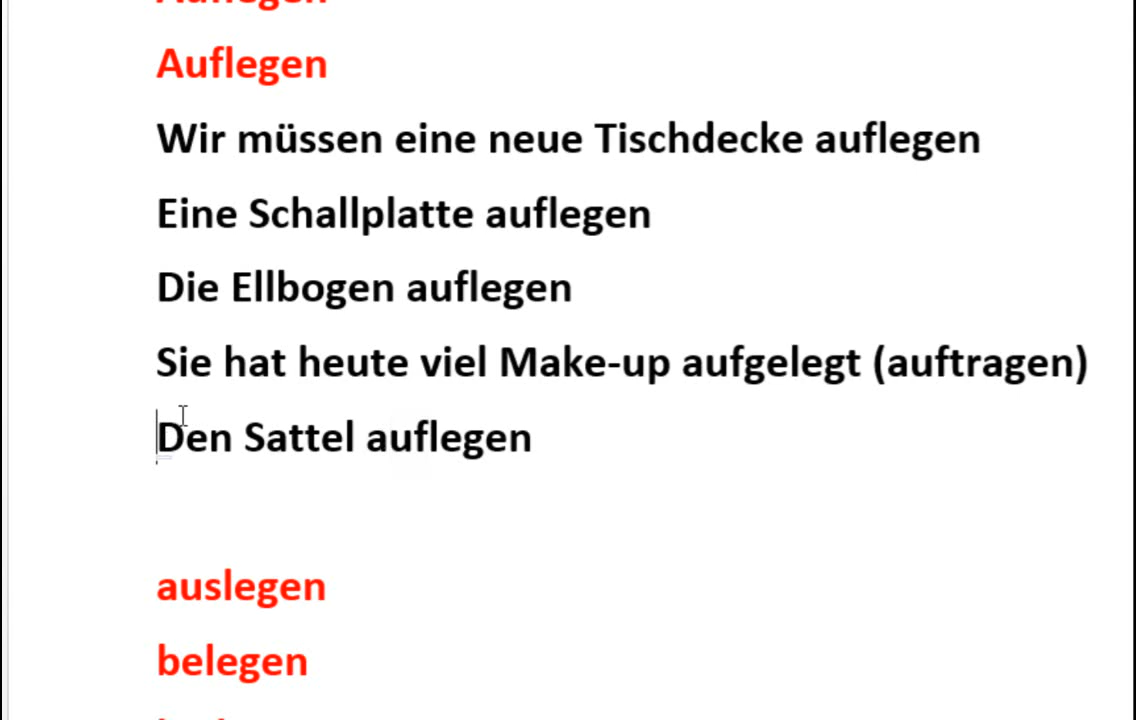 Auflegen
Auflegen
Wir müssen eine neue Tischdecke auflegen
Eine Schallplatte auflegen
Die Ellbogen auflegen
Sie hat heute viel Make-up aufgelegt (auftragen)
Den Sattel auflegen
auslegen
belegen